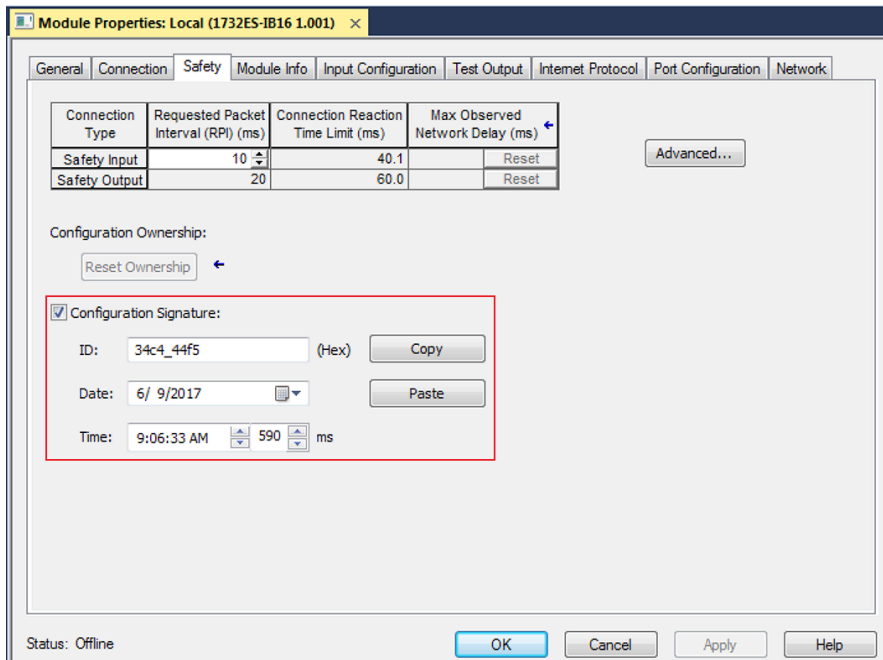 Module Properties: Local (1732ES-IB16 1.001) ×
General Connection Safety Module Info Input Configuration Test Output Internet Protocol Port Configuration Network
Connection Type Requested Packet Interval (RPI) (ms) Connection Reaction Time Limit (ms) Max Observed Network Delay (ms)
Safety Input 10 40.1 Reset
Safety Output 20 60.0 Reset
Advanced...
Configuration Ownership:
Reset Ownership
Configuration Signature:
ID: 34c4_44f5 (Hex) Copy
Date: 6/ 9/2017 Paste
Time: 9:06:33 AM 590 ms
Status: Offline OK Cancel Apply Help